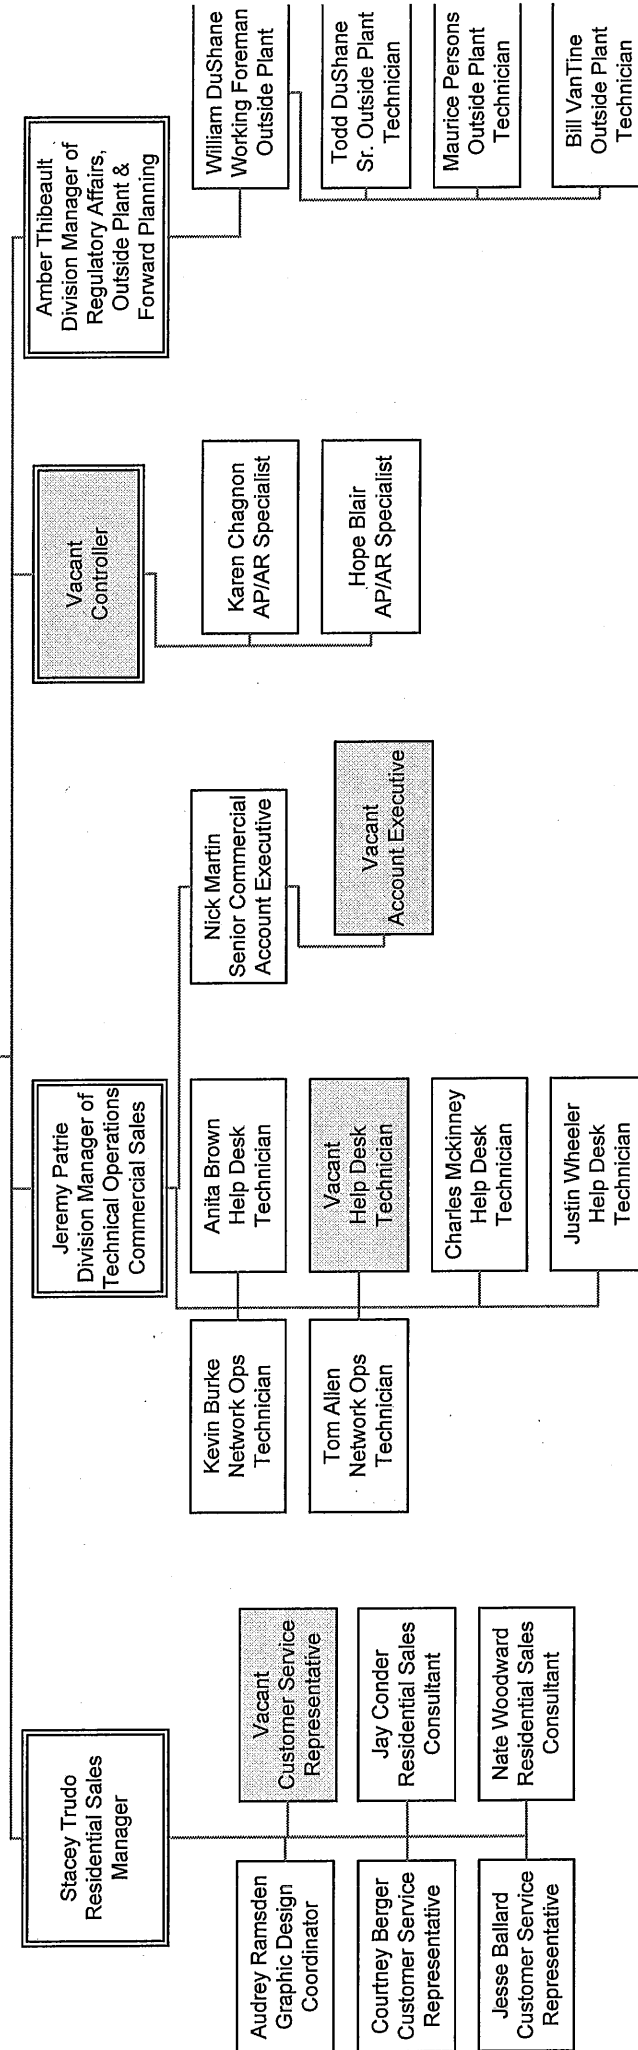 Stacey Trudo
Residential Sales
Manager
Audrey Ramsden
Graphic Design
Coordinator
Vacant
Customer Service
Representative
Courtney Berger
Customer Service
Representative
Jay Conder
Residential Sales
Consultant
Jesse Ballard
Customer Service
Representative
Nate Woodward
Residential Sales
Consultant
Jeremy Patrie
Division Manager of
Technical Operations
Commercial Sales
Kevin Burke
Network Ops
Technician
Anita Brown
Help Desk
Technician
Tom Allen
Network Ops
Technician
Vacant
Help Desk
Technician
Charles Mckinney
Help Desk
Technician
Justin Wheeler
Help Desk
Technician
Nick Martin
Senior Commercial
Account Executive
Vacant
Account Executive
Vacant
Controller
Karen Chagnon
AP/AR Specialist
Hope Blair
AP/AR Specialist
Amber Thibeault
Division Manager of
Regulatory Affairs,
Outside Plant &
Forward Planning
William DuShane
Working Foreman
Outside Plant
Todd DuShane
Sr. Outside Plant
Technician
Maurice Persons
Outside Plant
Technician
Bill VanTine
Outside Plant
Technician